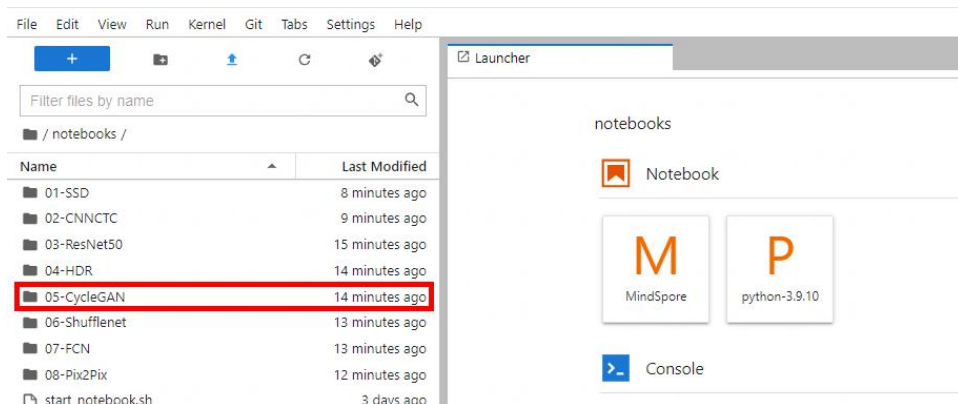 File Edit View Run Kernel Git Tabs Settings Help
Launcher
Filter files by name
/ notebooks /
Name Last Modified
01-SSD 8 minutes ago
02-CNNCTC 9 minutes ago
03-ResNet50 15 minutes ago
04-HDR 14 minutes ago
05-CycleGAN 14 minutes ago
06-Shufflenet 13 minutes ago
07-FCN 13 minutes ago
08-Pix2Pix 12 minutes ago
start_notebook.sh 3 days ago
notebooks
Notebook
M P
MindSpore python-3.9.10
Console